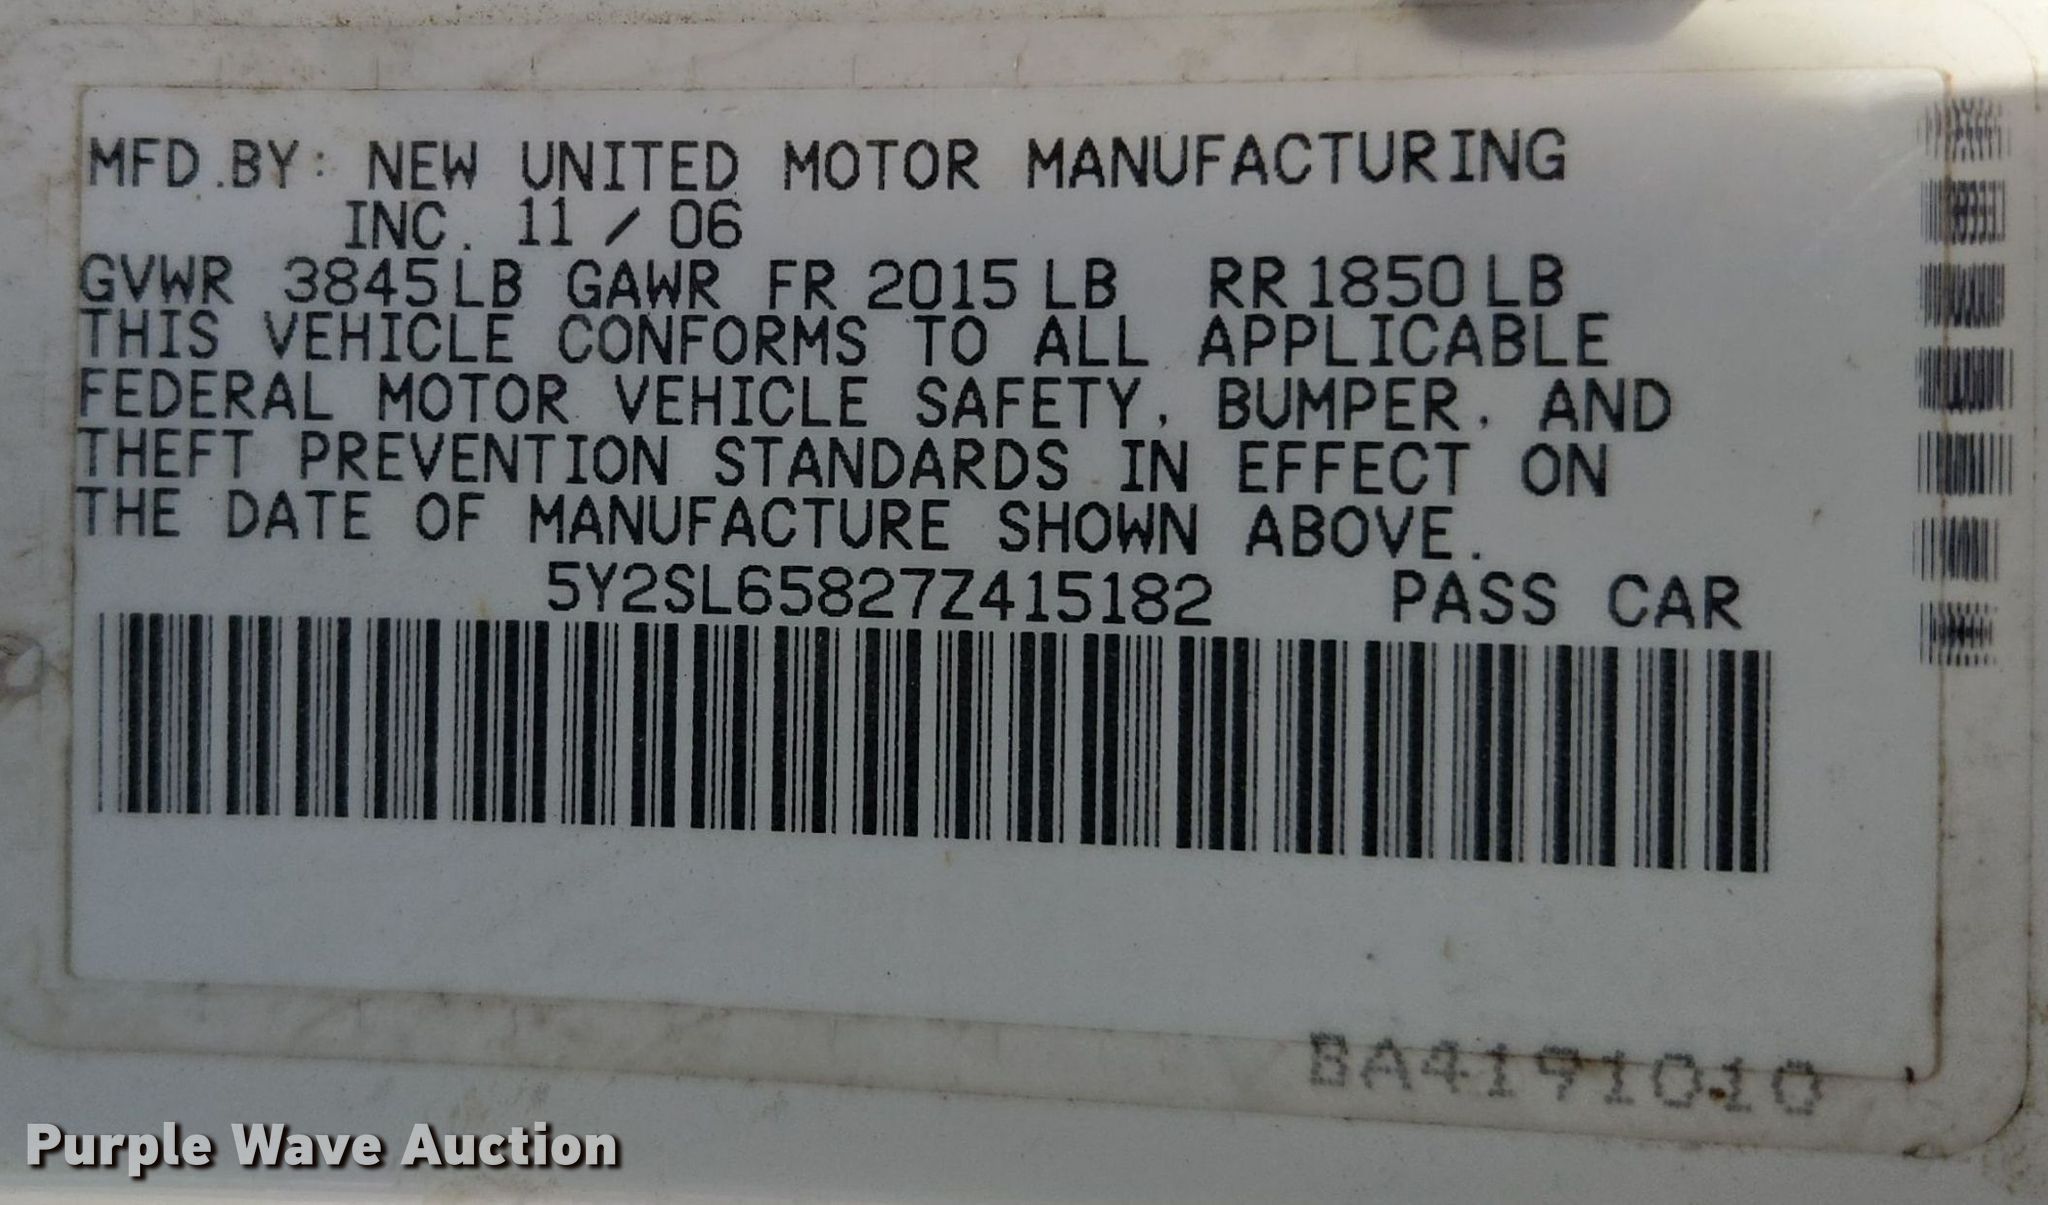 MFD.BY: NEW UNITED MOTOR MANUFACTURING
INC. 11 / 06
GVWR 3845LB GAWR FR 2015 LB RR 1850 LB
THIS VEHICLE CONFORMS TO ALL APPLICABLE
FEDERAL MOTOR VEHICLE SAFETY, BUMPER, AND
THEFT PREVENTION STANDARDS IN EFFECT ON
THE DATE OF MANUFACTURE SHOWN ABOVE.
5Y2SL65827Z415182 PASS CAR
BA4191010
Purple Wave Auction